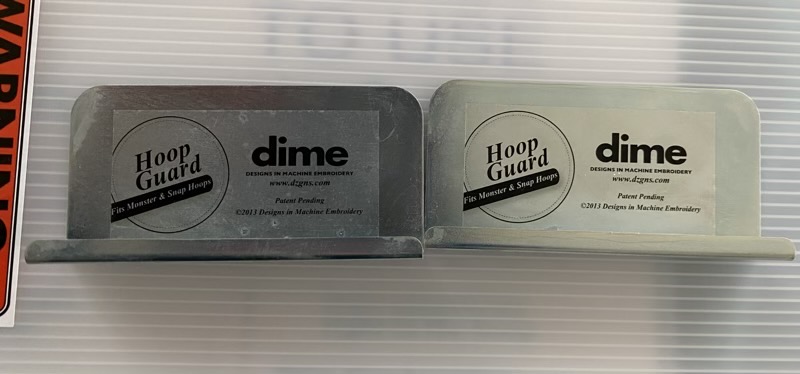 WARNING
Hoop
Guard
Fits Monster & Snap Hoops
dime
DESIGNS IN MACHINE EMBROIDERY
www.dzgns.com
Patent Pending
©2013 Designs in Machine Embroidery
Hoop
Guard
Fits Monster & Snap Hoops
dime
DESIGNS IN MACHINE EMBROIDERY
www.dzgns.com
Patent Pending
©2013 Designs in Machine Embroidery